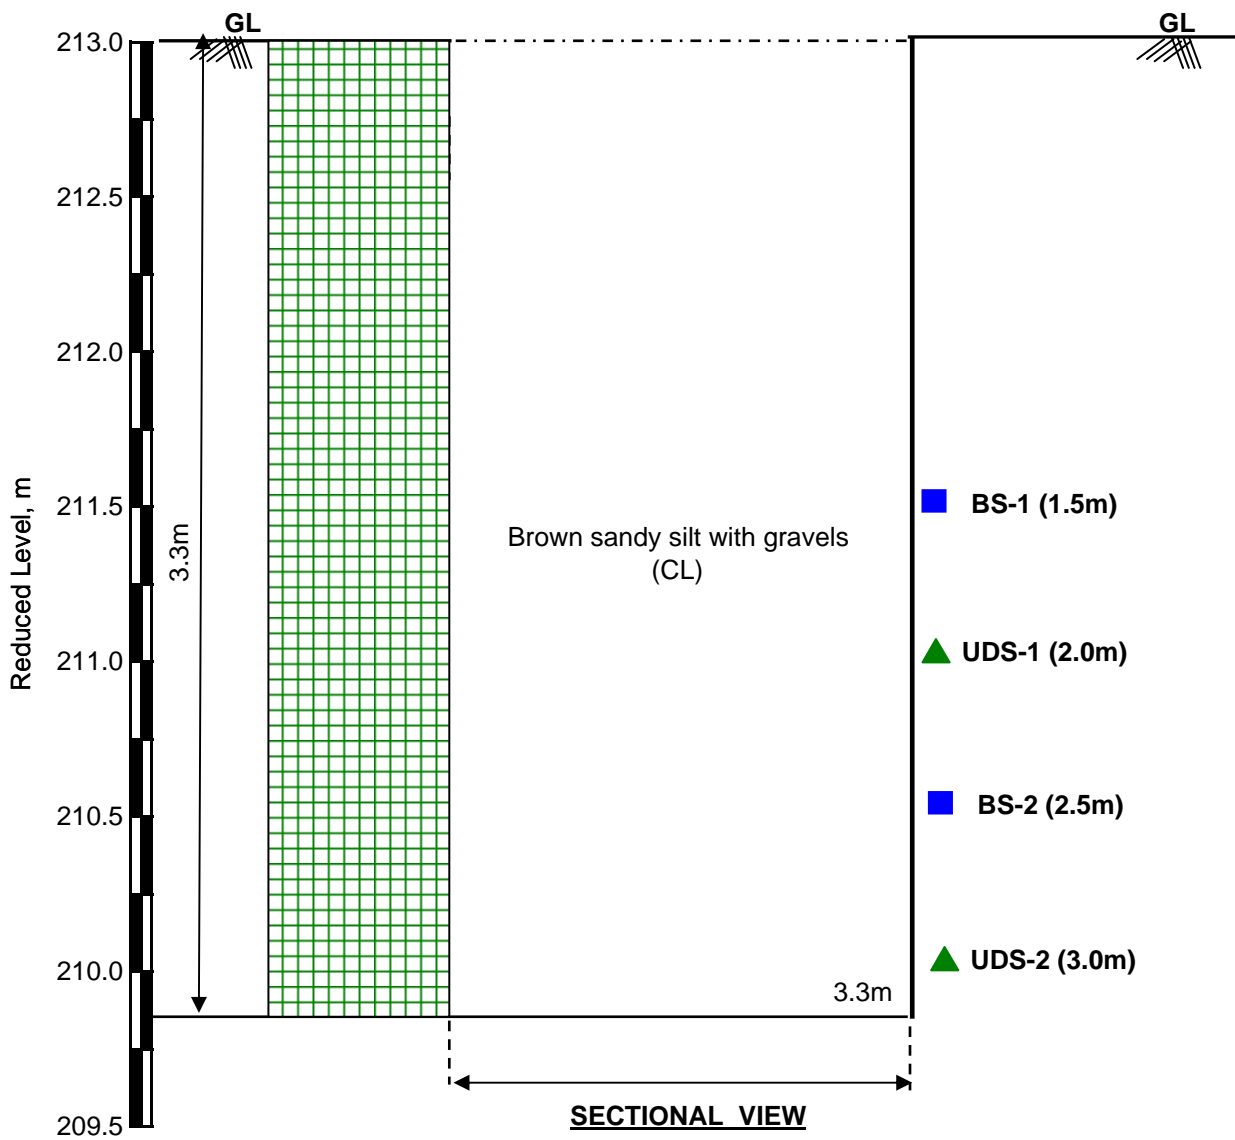 GL
GL
213.0
212.5
212.0
211.5
211.0
210.5
210.0
209.5
Reduced Level, m
3.3m
Brown sandy silt with gravels
(CL)
BS-1 (1.5m)
UDS-1 (2.0m)
BS-2 (2.5m)
UDS-2 (3.0m)
3.3m
SECTIONAL VIEW